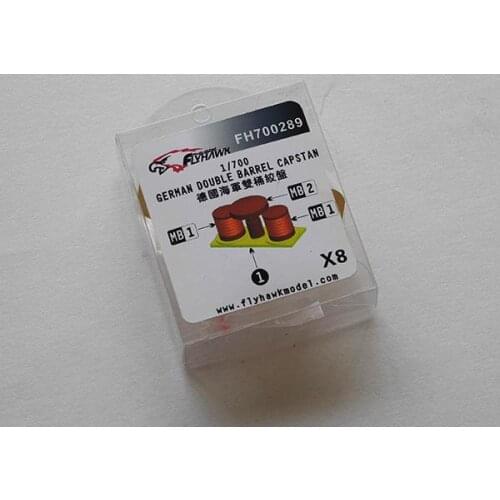 FLYHAWK
FH700289
1/700
GERMAN DOUBLE BARREL CAPSTAN
德國海軍雙桶絞盤
MB 1
MB 2
MB 1
1
X8
www.flyhawkmodel.com